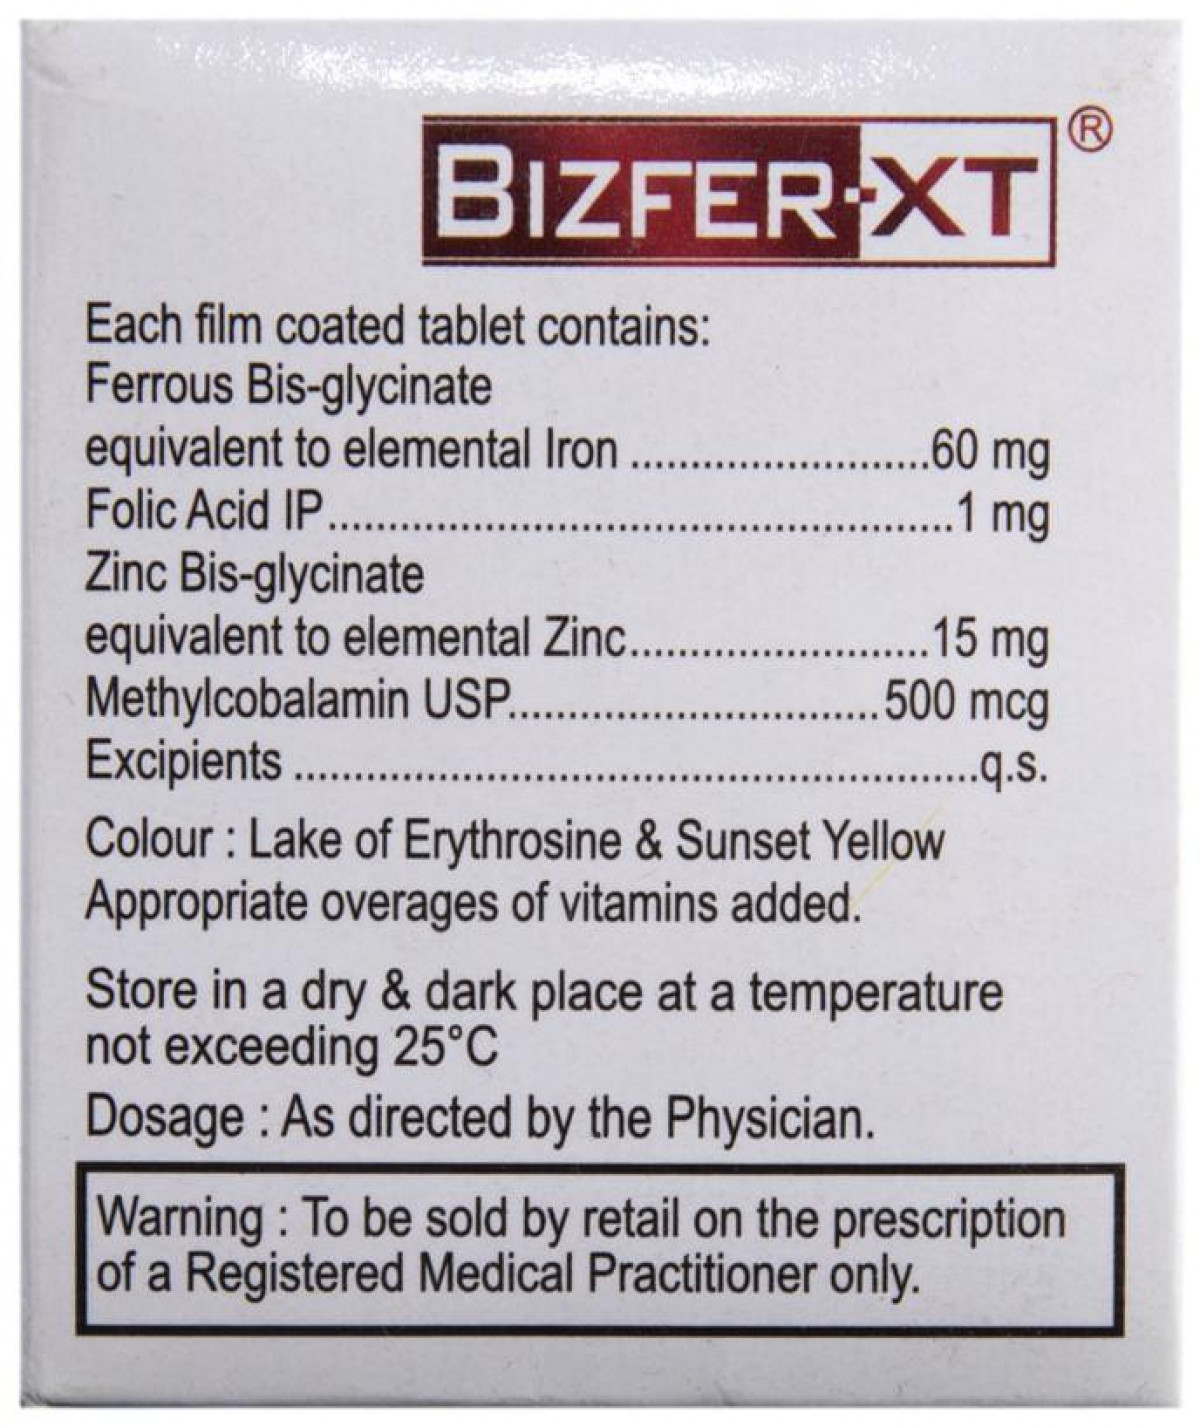 BIZFER-XT®
Each film coated tablet contains:
Ferrous Bis-glycinate
equivalent to elemental Iron .........................60 mg
Folic Acid IP.....................................................1 mg
Zinc Bis-glycinate
equivalent to elemental Zinc.........................15 mg
Methylcobalamin USP...............................500 mcg
Excipients ..........................................................q.s.
Colour : Lake of Erythrosine & Sunset Yellow
Appropriate overages of vitamins added.
Store in a dry & dark place at a temperature
not exceeding 25°C
Dosage : As directed by the Physician.
Warning : To be sold by retail on the prescription
of a Registered Medical Practitioner only.